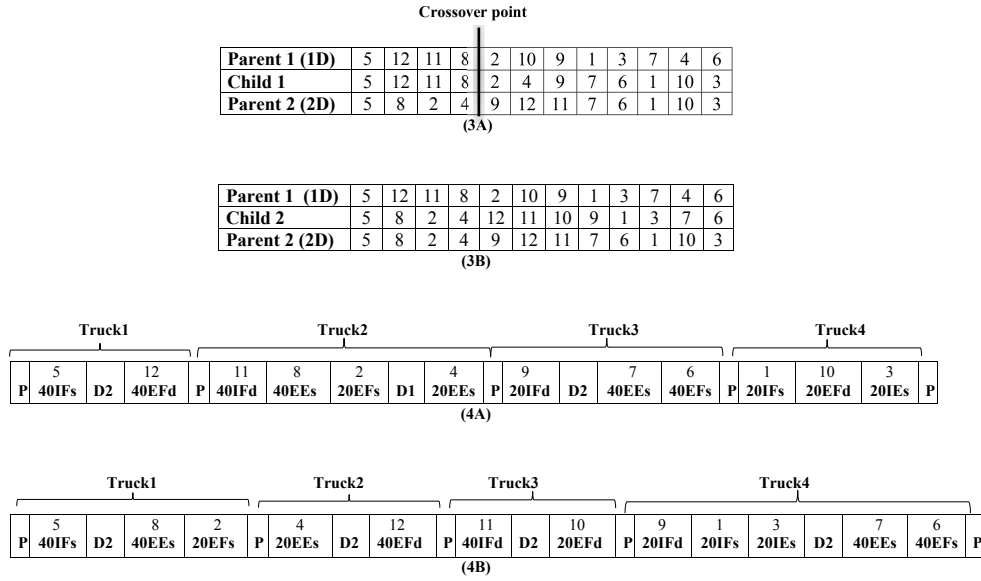 Crossover point
Parent 1 (1D) 5 12 11 8 2 10 9 1 3 7 4 6
Child 1 5 12 11 8 2 4 9 7 6 1 10 3
Parent 2 (2D) 5 8 2 4 9 12 11 7 6 1 10 3
(3A)
Parent 1 (1D) 5 12 11 8 2 10 9 1 3 7 4 6
Child 2 5 8 2 4 12 11 10 9 1 3 7 6
Parent 2 (2D) 5 8 2 4 9 12 11 7 6 1 10 3
(3B)
Truck1 Truck2 Truck3 Truck4
5 12 11 8 2 4 9 7 6 1 10 3
P 40IFs D2 40EFd P 40IFd 40EEs 20EFs D1 20EEs P 20IFd D2 40EEs 40EFs P 20IFs 20EFd 20IEs P
(4A)
Truck1 Truck2 Truck3 Truck4
5 8 2 4 12 11 10 9 1 3 7 6
P 40IFs D2 40EEs 20EFs P 20EEs D2 40EFd P 40IFd D2 20EFd P 20IFd 20IFs 20IEs D2 40EEs 40EFs P
(4B)